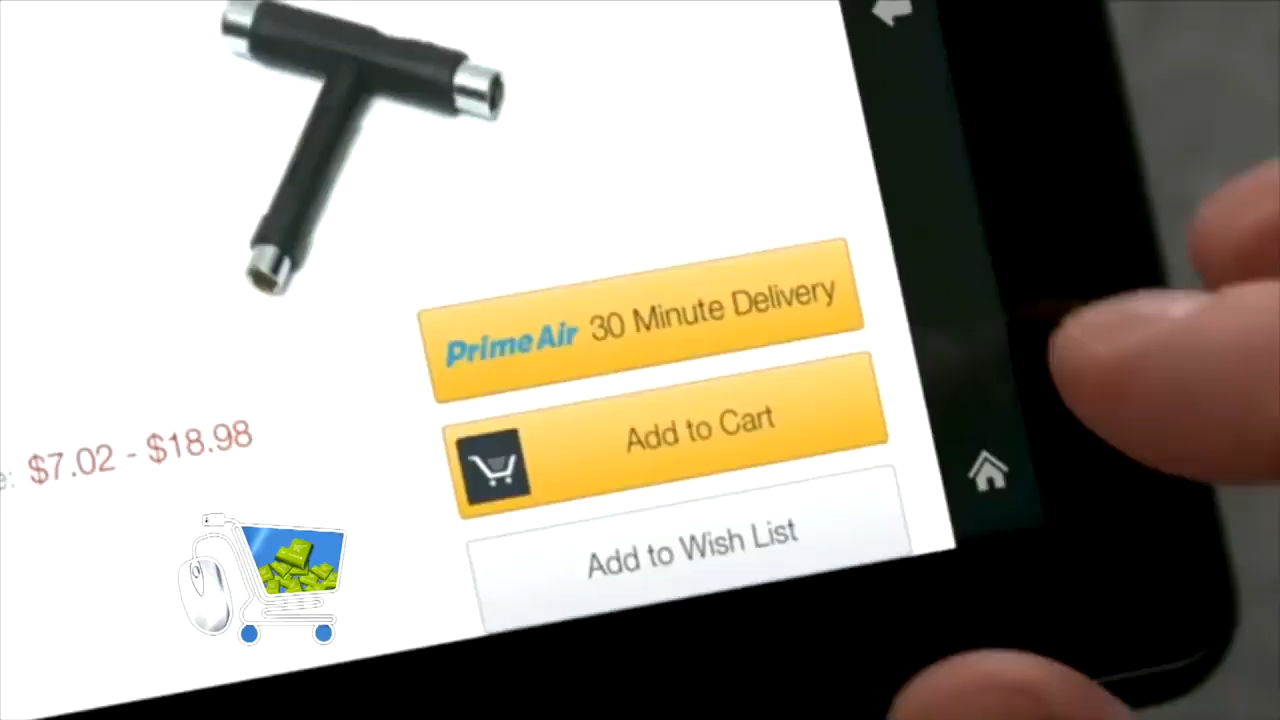 Prime Air 30 Minute Delivery
Add to Cart
$7.02 - $18.98
Add to Wish List